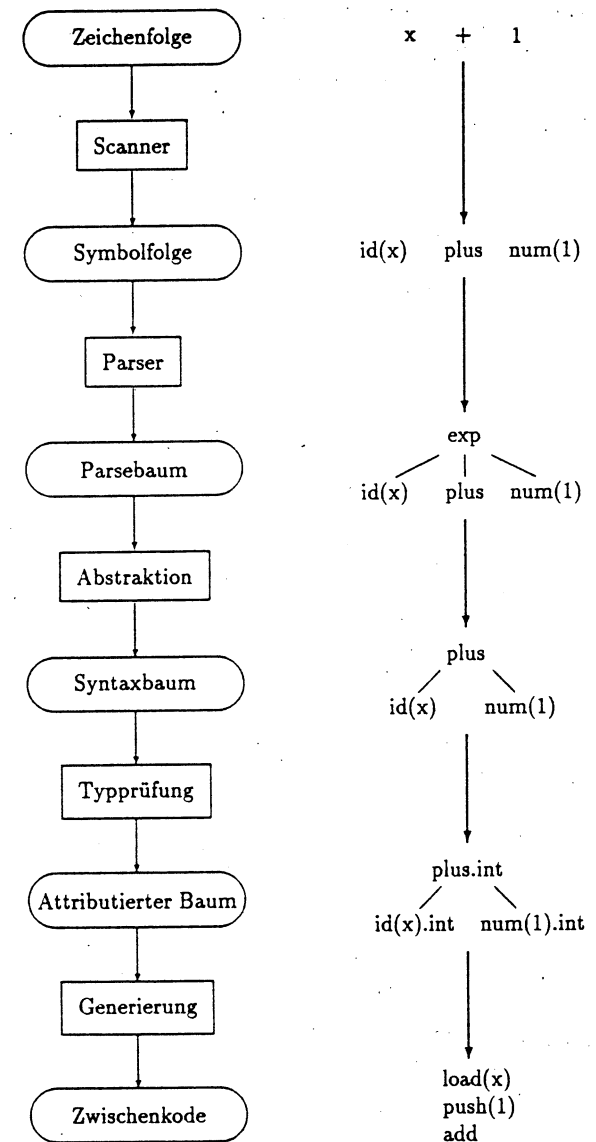 Zeichenfolge
x + 1
Scanner
Symbolfolge
id(x) plus num(1)
Parser
exp
Parsebaum
id(x) plus num(1)
Abstraktion
plus
Syntaxbaum
id(x) num(1)
Typprüfung
plus.int
Attributierter Baum
id(x).int num(1).int
Generierung
load(x)
Zwischenkode
push(1)
add